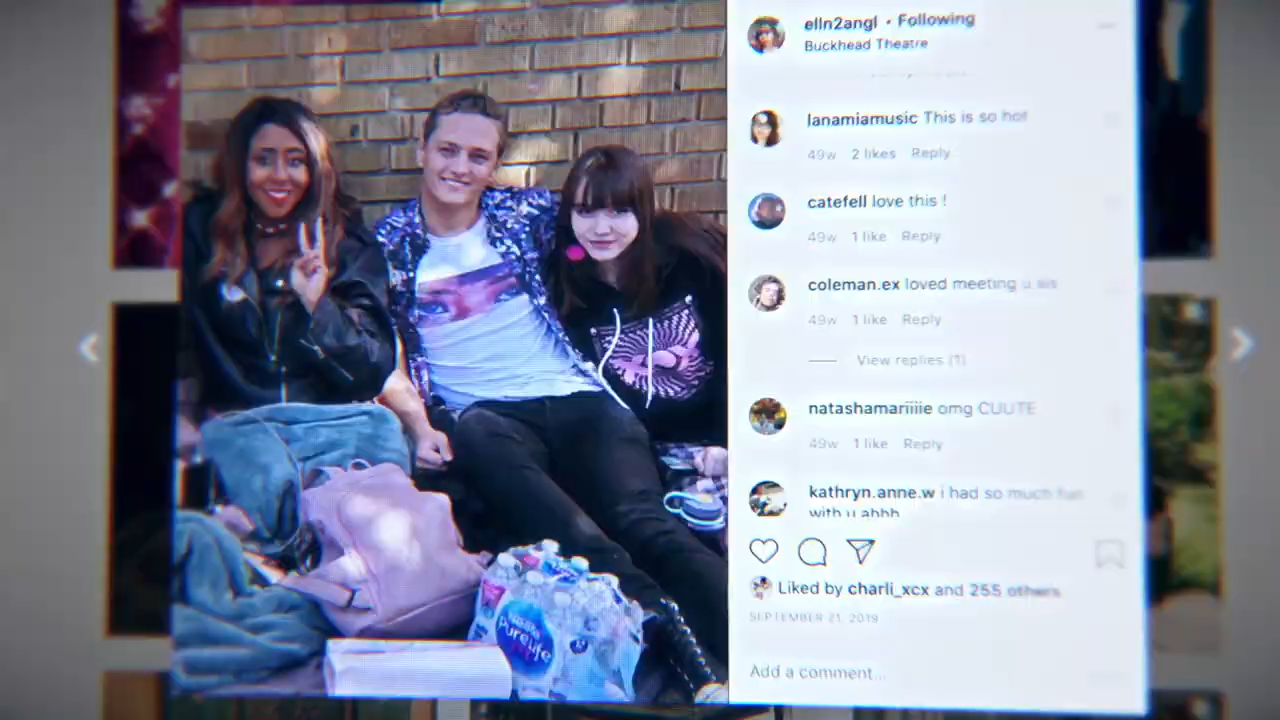 elln2angl • Following
Buckhead Theatre
lanamiamusic This is so hot
49w 2 likes Reply
catefell love this !
49w 1 like Reply
coleman.ex loved meeting u sis
49w 1 like Reply
View replies (1)
natashamariiiie omg CUUTE
49w 1 like Reply
kathryn.anne.w i had so much fun
with u ahhh
Liked by charli_xcx and 255 others
SEPTEMBER 21, 2019
Add a comment...
Nestle
PureLife